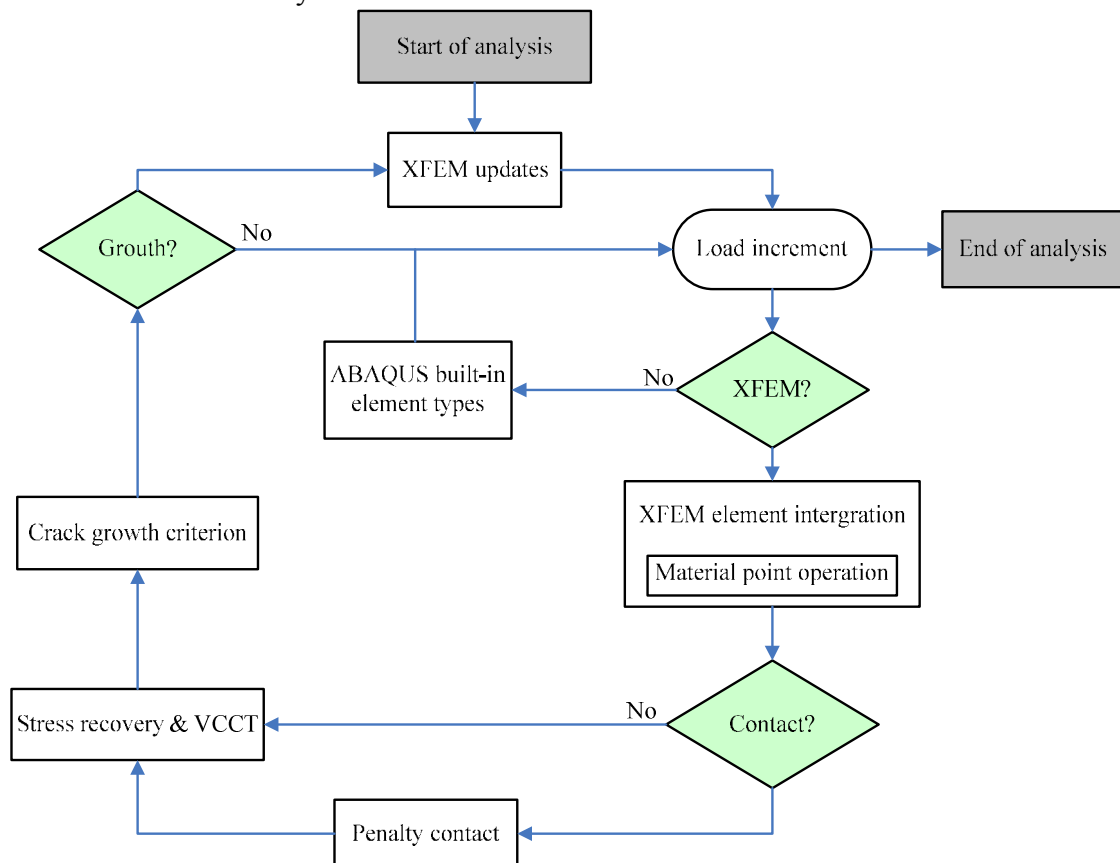 Start of analysis
XFEM updates
Grouth?
No
Load increment
End of analysis
ABAQUS built-in
element types
No
XFEM?
XFEM element intergration
Material point operation
Crack growth criterion
Stress recovery & VCCT
No
Contact?
Penalty contact